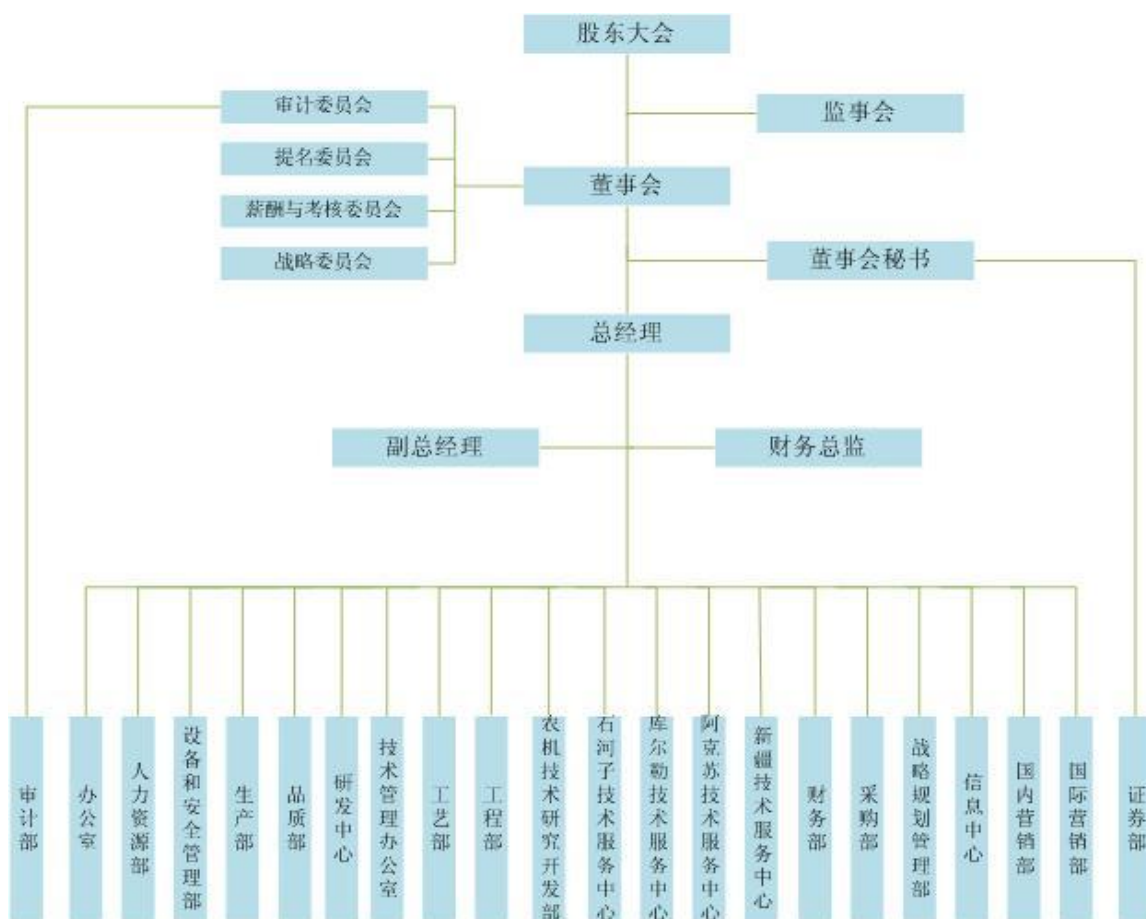 股东大会
审计委员会
监事会
提名委员会
董事会
薪酬与考核委员会
战略委员会
董事会秘书
总经理
副总经理
财务总监
审计部
办公室
人力资源部
设备和安全管理部
生产部
品质部
研发中心
技术管理办公室
工艺部
工程部
农机技术研究开发部
石河子技术服务中心
库尔勒技术服务中心
阿克苏技术服务中心
新疆技术服务中心
财务部
采购部
战略规划管理部
信息中心
国内营销部
国际营销部
证券部